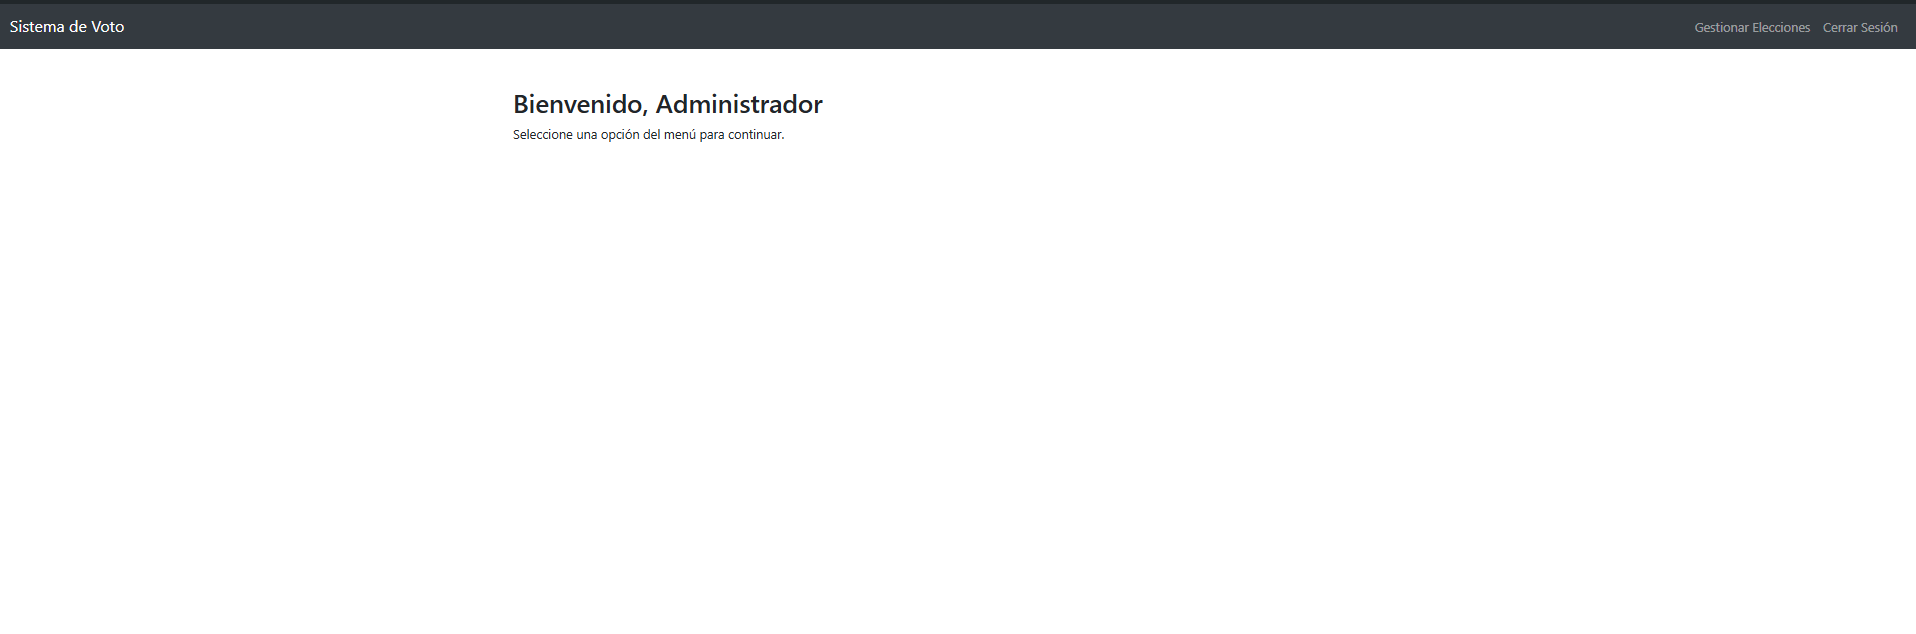 Sistema de Voto
Gestionar Elecciones
Cerrar Sesión
Bienvenido, Administrador
Seleccione una opción del menú para continuar.